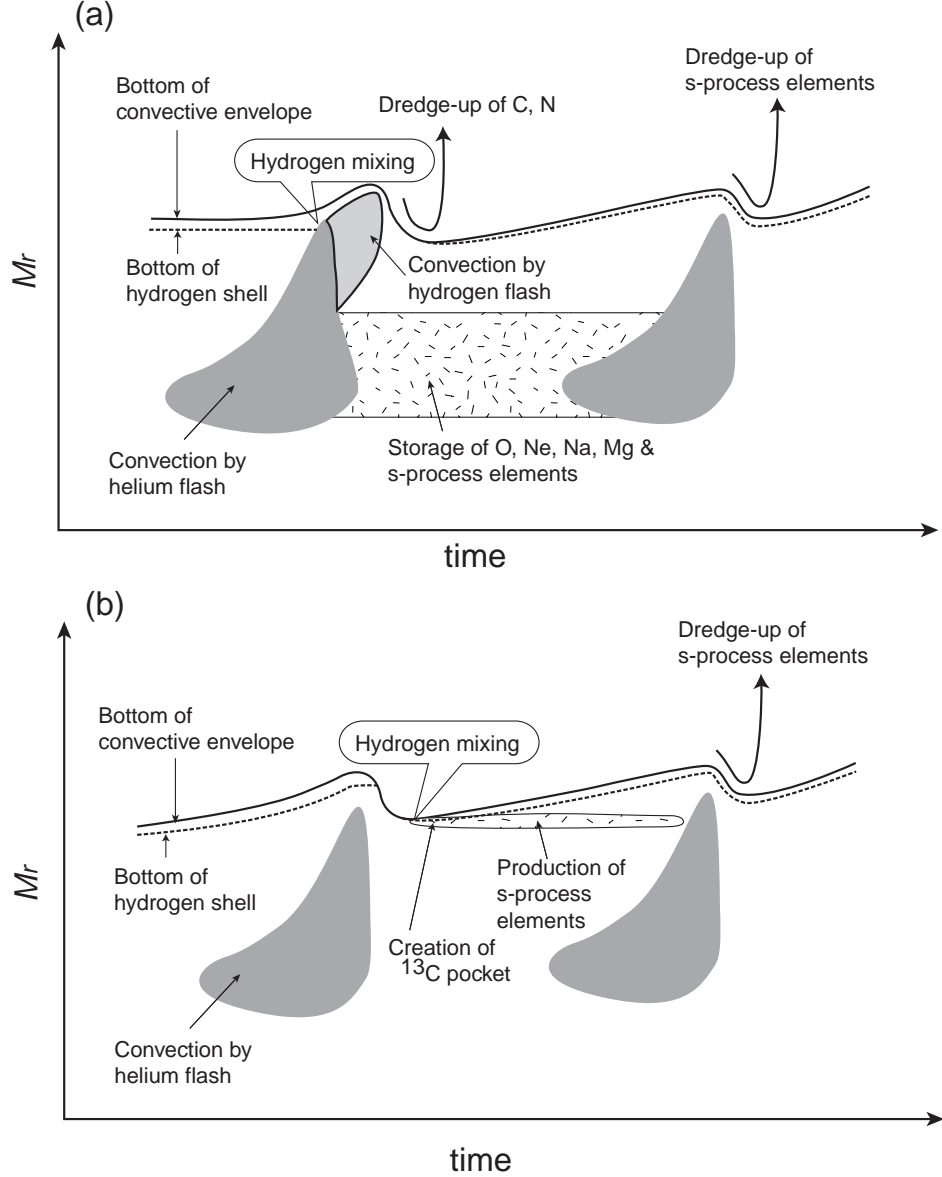 (a)
Bottom of
convective envelope
Dredge-up of C, N
Dredge-up of
s-process elements
Hydrogen mixing
Bottom of
hydrogen shell
Convection by
hydrogen flash
Mr
Storage of O, Ne, Na, Mg &
s-process elements
Convection by
helium flash
time
(b)
Dredge-up of
s-process elements
Bottom of
convective envelope
Hydrogen mixing
Bottom of
hydrogen shell
Production of
s-process
elements
Mr
Creation of
13C pocket
Convection by
helium flash
time